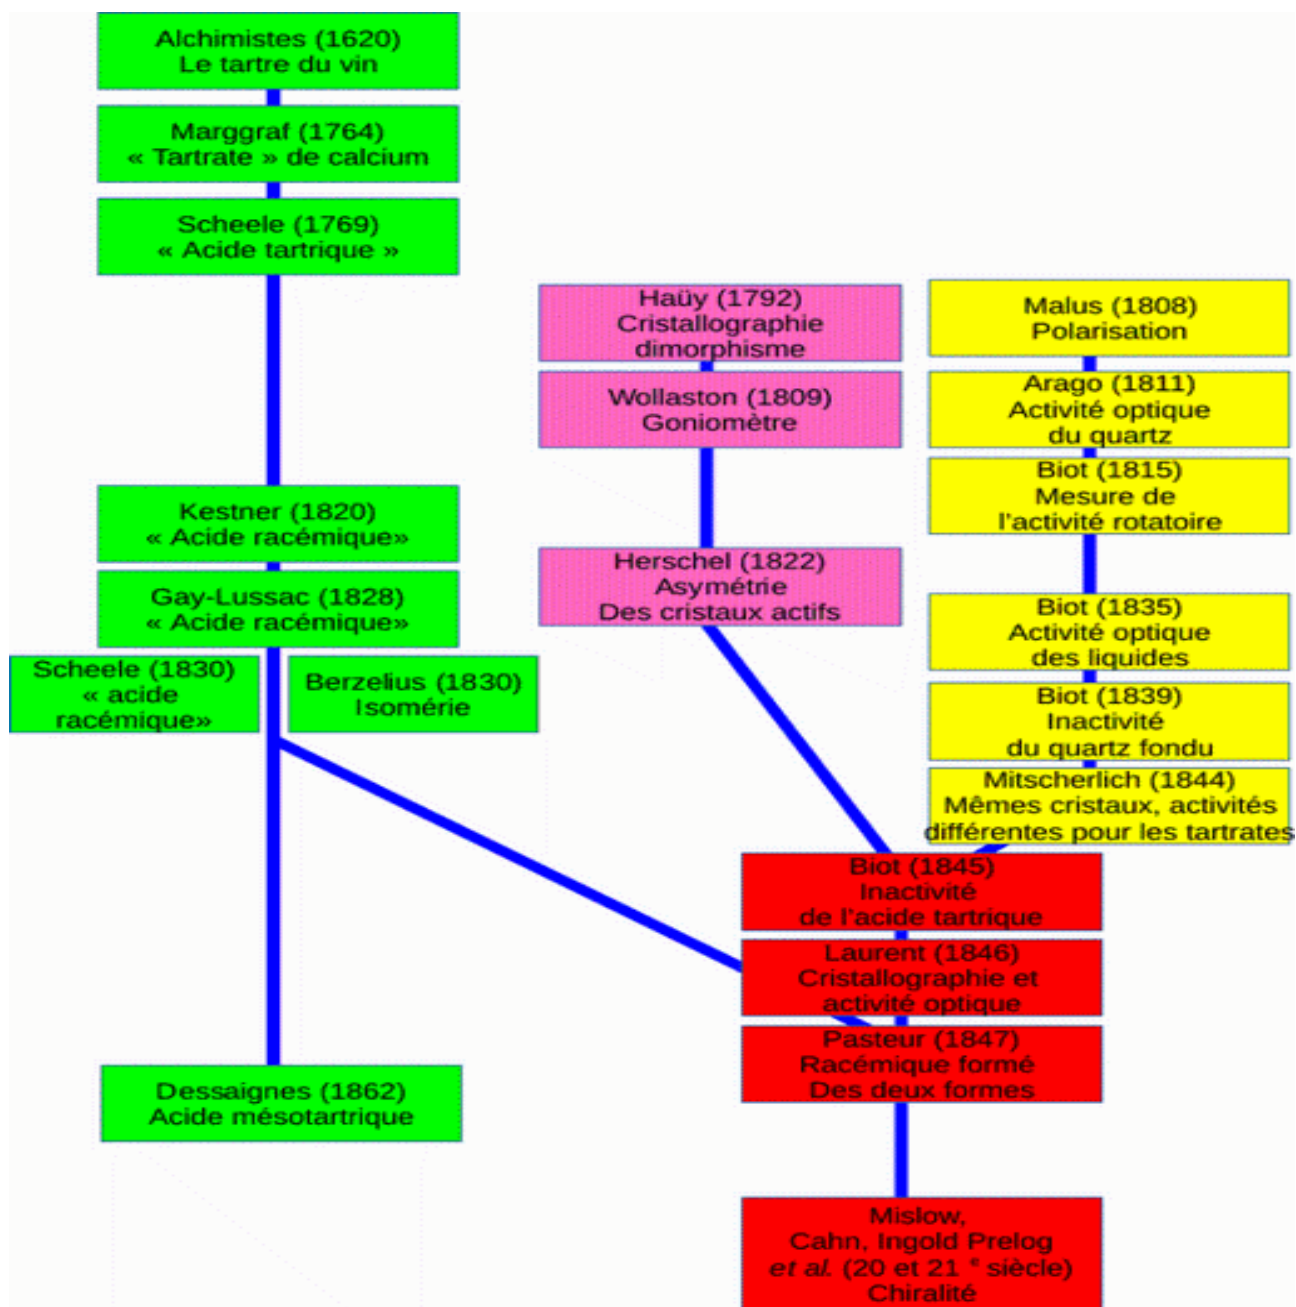 Alchimistes (1620)
Le tartre du vin
Marggraf (1764)
« Tartrate » de calcium
Scheele (1769)
« Acide tartrique »
Kestner (1820)
« Acide racémique»
Gay-Lussac (1828)
« Acide racémique»
Scheele (1830)
« acide
racémique»
Berzelius (1830)
Isomérie
Dessaignes (1862)
Acide mésotartrique
Haüy (1792)
Cristallographie
dimorphisme
Wollaston (1809)
Goniomètre
Herschel (1822)
Asymétrie
Des cristaux actifs
Malus (1808)
Polarisation
Arago (1811)
Activité optique
du quartz
Biot (1815)
Mesure de
l'activité rotatoire
Biot (1835)
Activité optique
des liquides
Biot (1839)
Inactivité
du quartz fondu
Mitscherlich (1844)
Mêmes cristaux, activités
différentes pour les tartrates
Biot (1845)
Inactivité
de l'acide tartrique
Laurent (1846)
Cristallographie et
activité optique
Pasteur (1847)
Racémique formé
Des deux formes
Mislow,
Cahn, Ingold Prelog
et al. (20 et 21 e siècle)
Chiralité